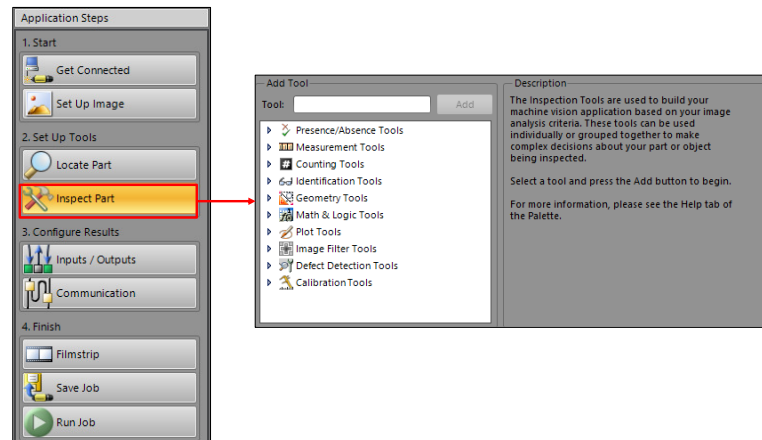 Application Steps
1. Start
Get Connected
Set Up Image
2. Set Up Tools
Locate Part
Inspect Part
3. Configure Results
Inputs / Outputs
Communication
4. Finish
Filmstrip
Save Job
Run Job
Add Tool
Tool:
Add
Presence/Absence Tools
Measurement Tools
Counting Tools
Identification Tools
Geometry Tools
Math & Logic Tools
Plot Tools
Image Filter Tools
Defect Detection Tools
Calibration Tools
Description
The Inspection Tools are used to build your
machine vision application based on your image
analysis criteria. These tools can be used
individually or grouped together to make
complex decisions about your part or object
being inspected.
Select a tool and press the Add button to begin.
For more information, please see the Help tab of
the Palette.